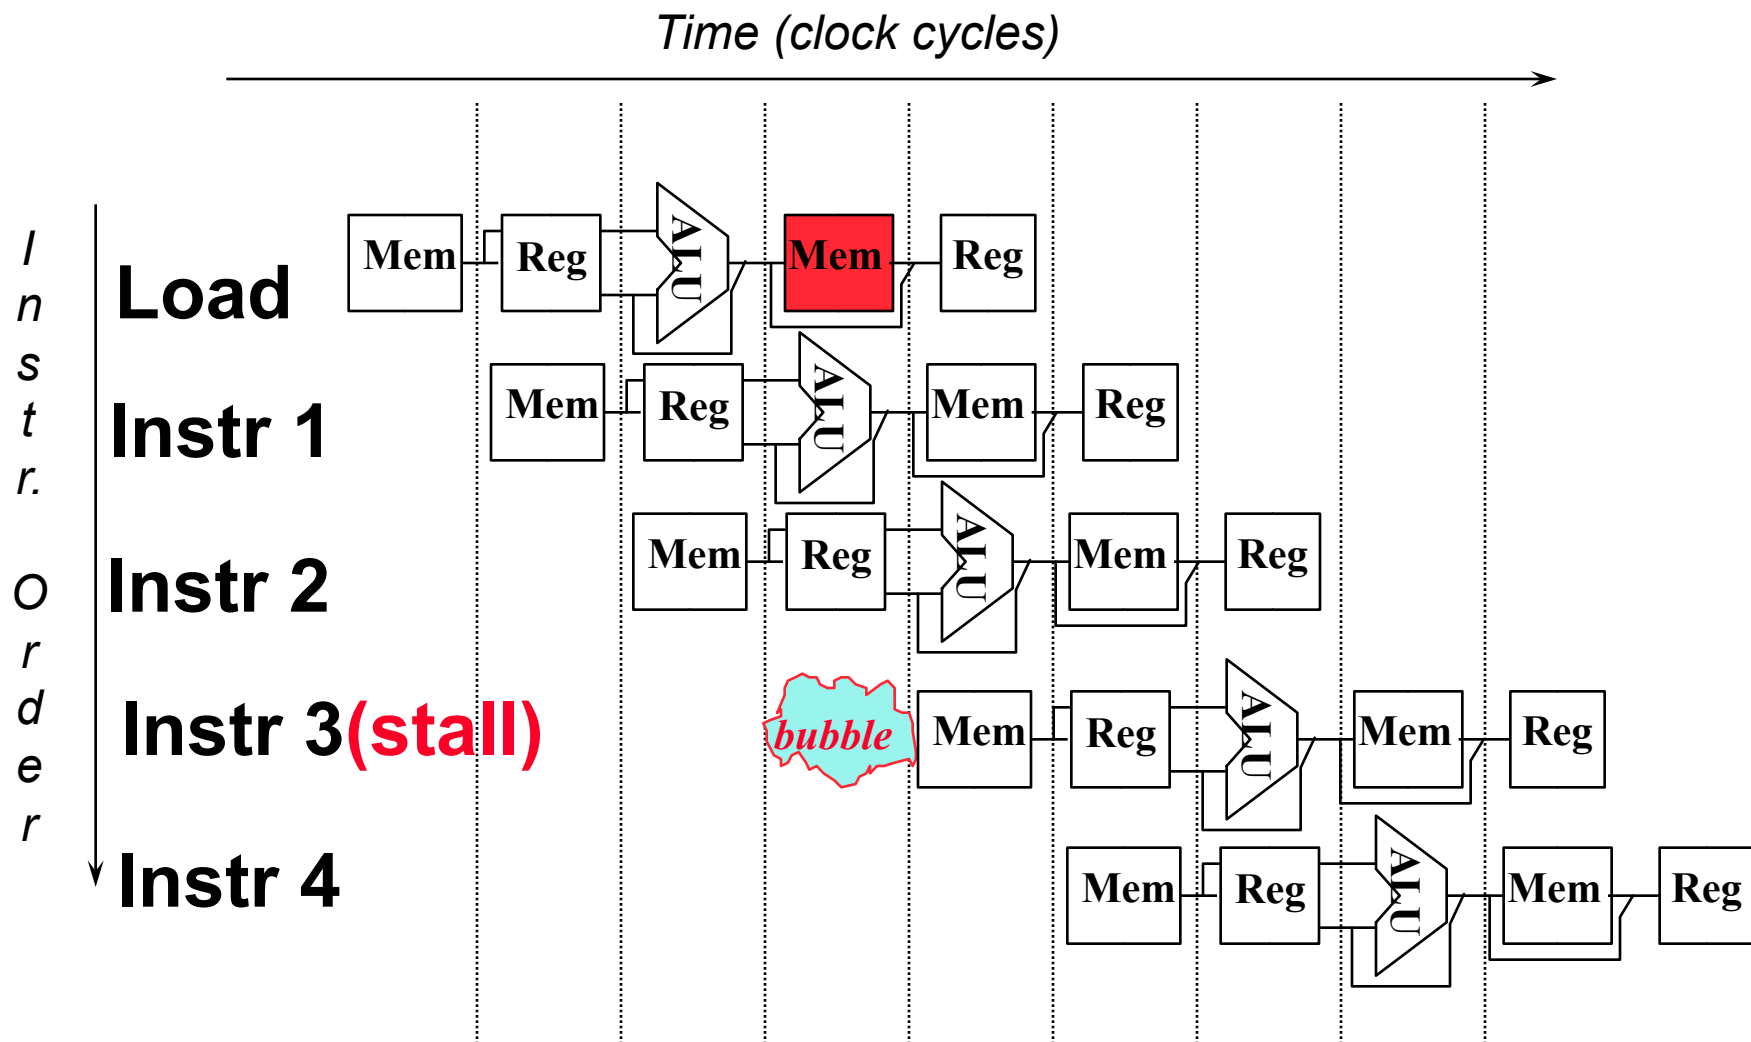 Time (clock cycles)
Instr. Order
Load
Mem Reg ALU Mem Reg
Instr 1
Mem Reg ALU Mem Reg
Instr 2
Mem Reg ALU Mem Reg
Instr 3(stall)
bubble Mem Reg ALU Mem Reg
Instr 4
Mem Reg ALU Mem Reg